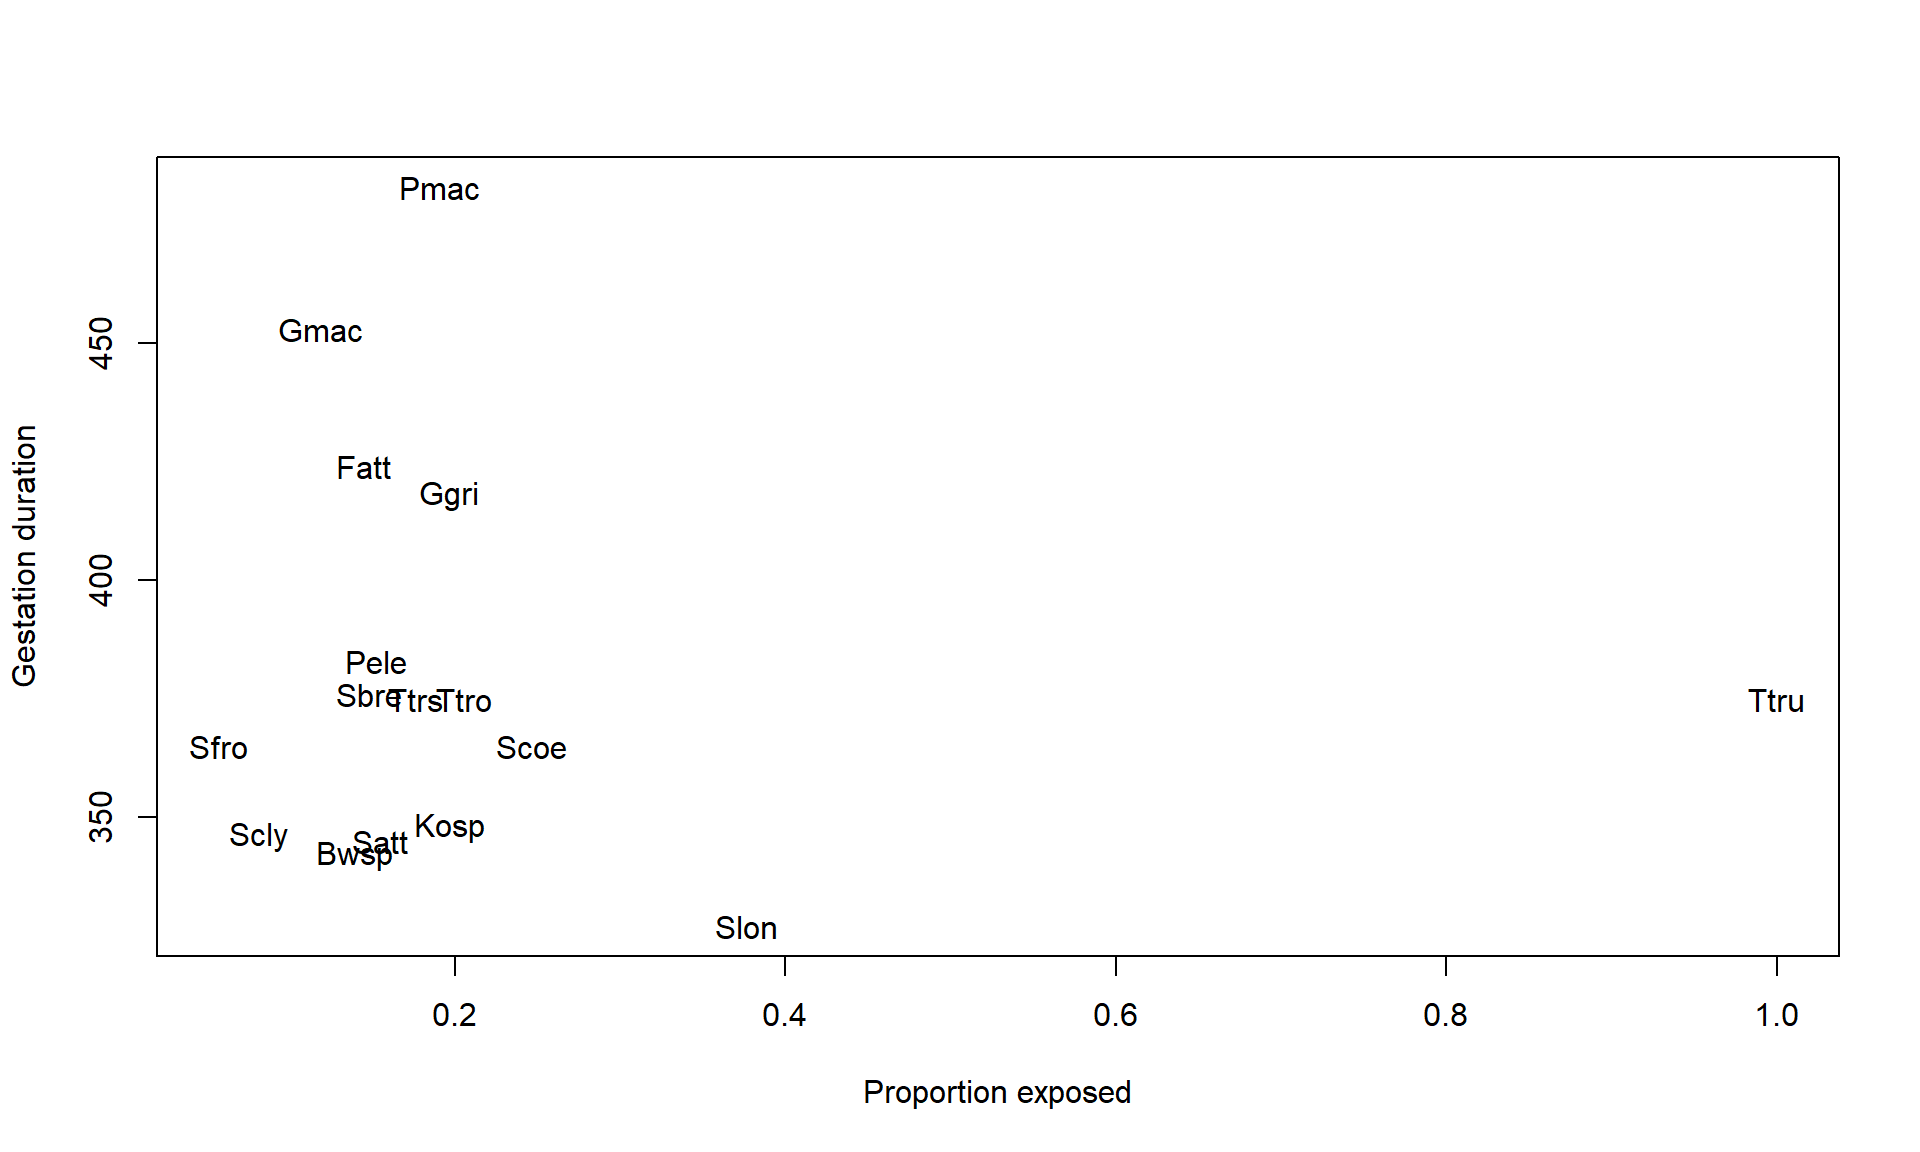 Pmac
Gmac
450
Fatt
Ggri
Gestation duration
400
Pele
Sbre
Ttrs
Ttro
Ttru
Sfro
Scoe
350
Kosp
Scly
Satt
Bwsp
Slon
0.2 0.4 0.6 0.8 1.0
Proportion exposed